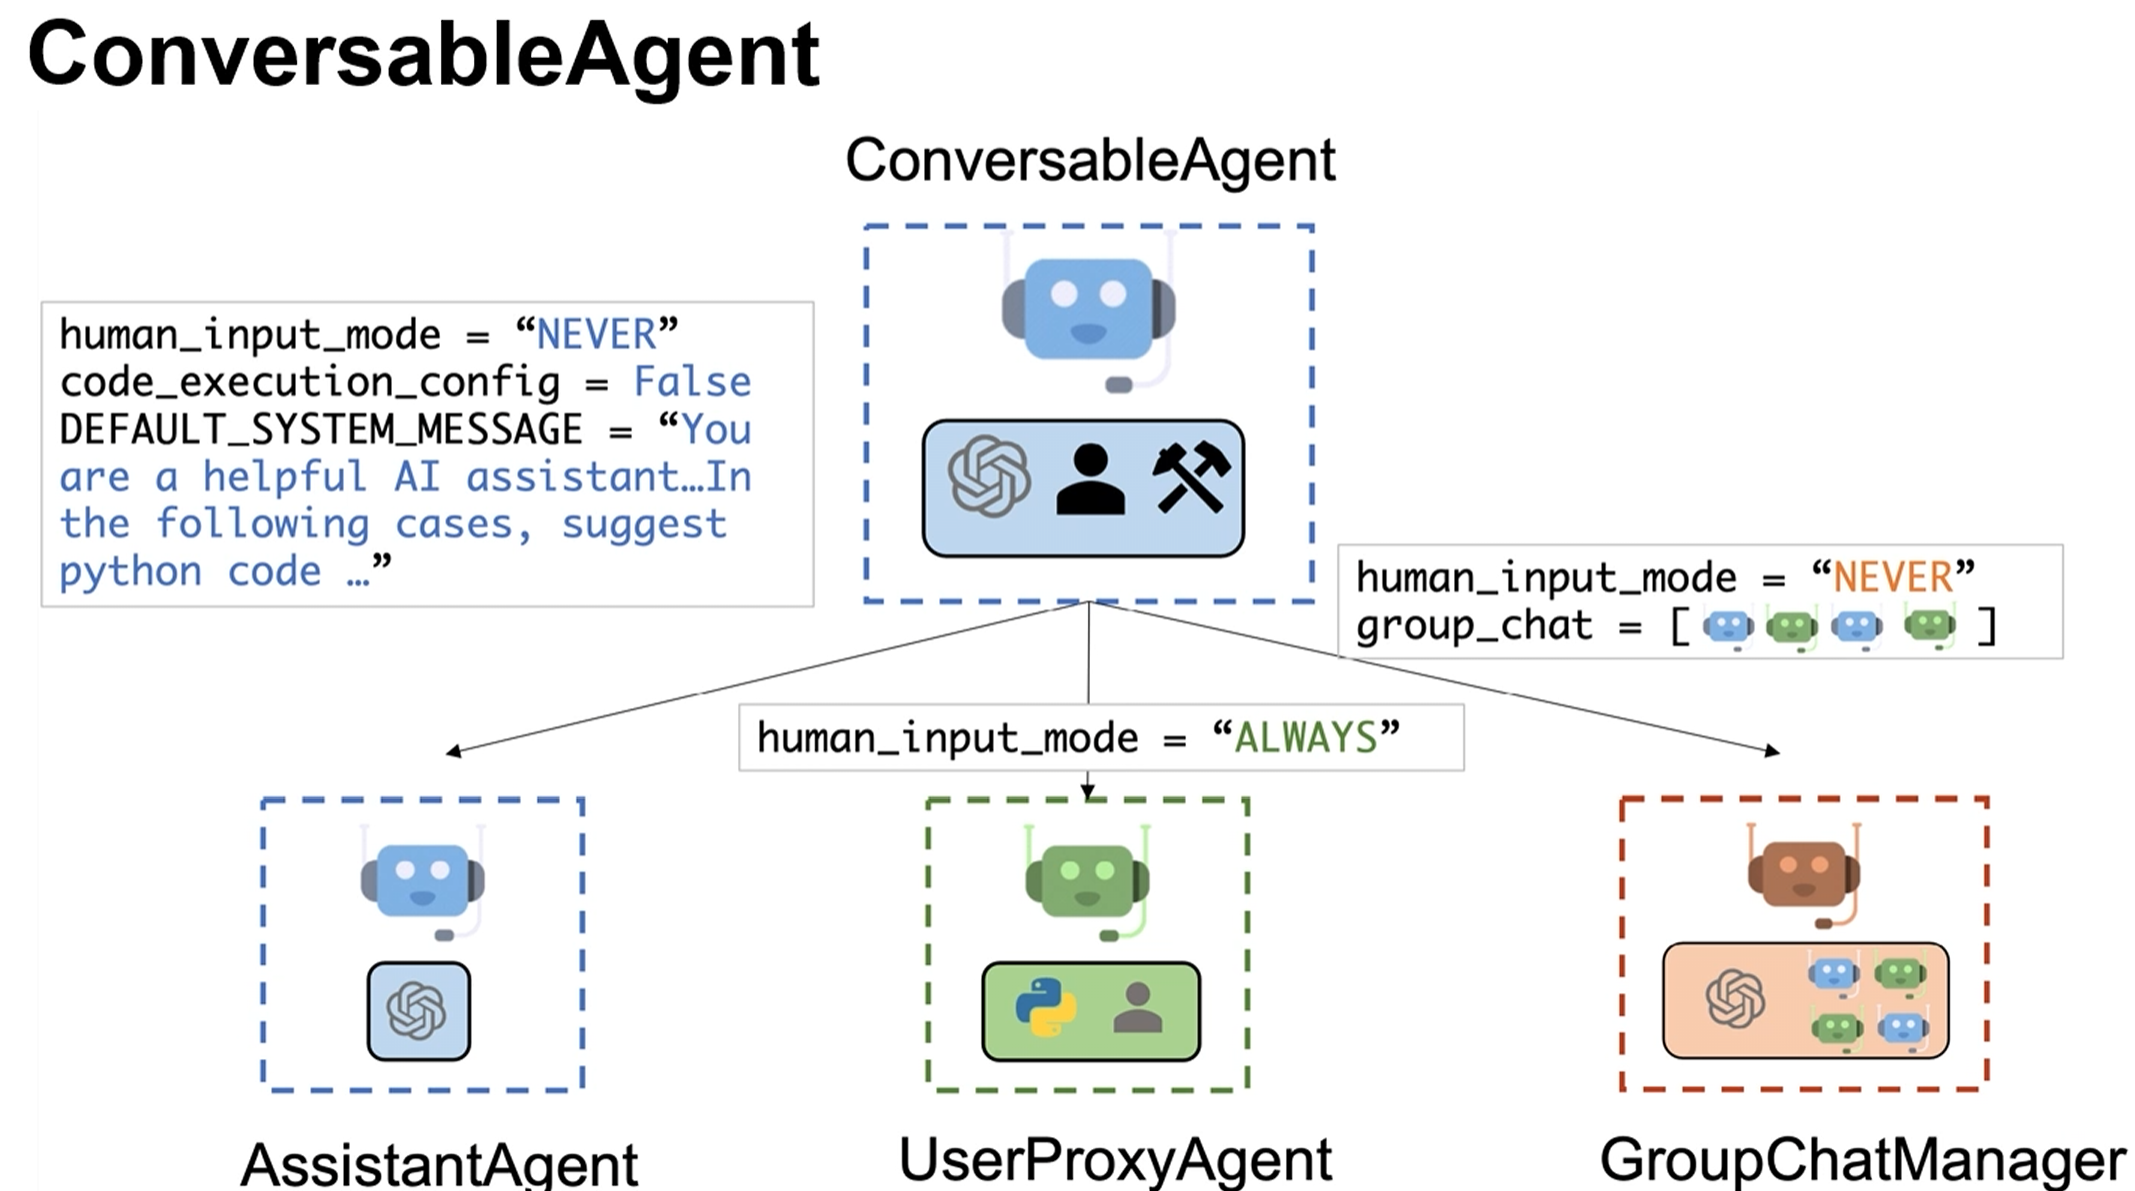 ConversableAgent
ConversableAgent
human_input_mode = “NEVER”
code_execution_config = False
DEFAULT_SYSTEM_MESSAGE = “You
are a helpful AI assistant…In
the following cases, suggest
python code …”
human_input_mode = “NEVER”
group_chat = [ ]
human_input_mode = “ALWAYS”
AssistantAgent
UserProxyAgent
GroupChatManager